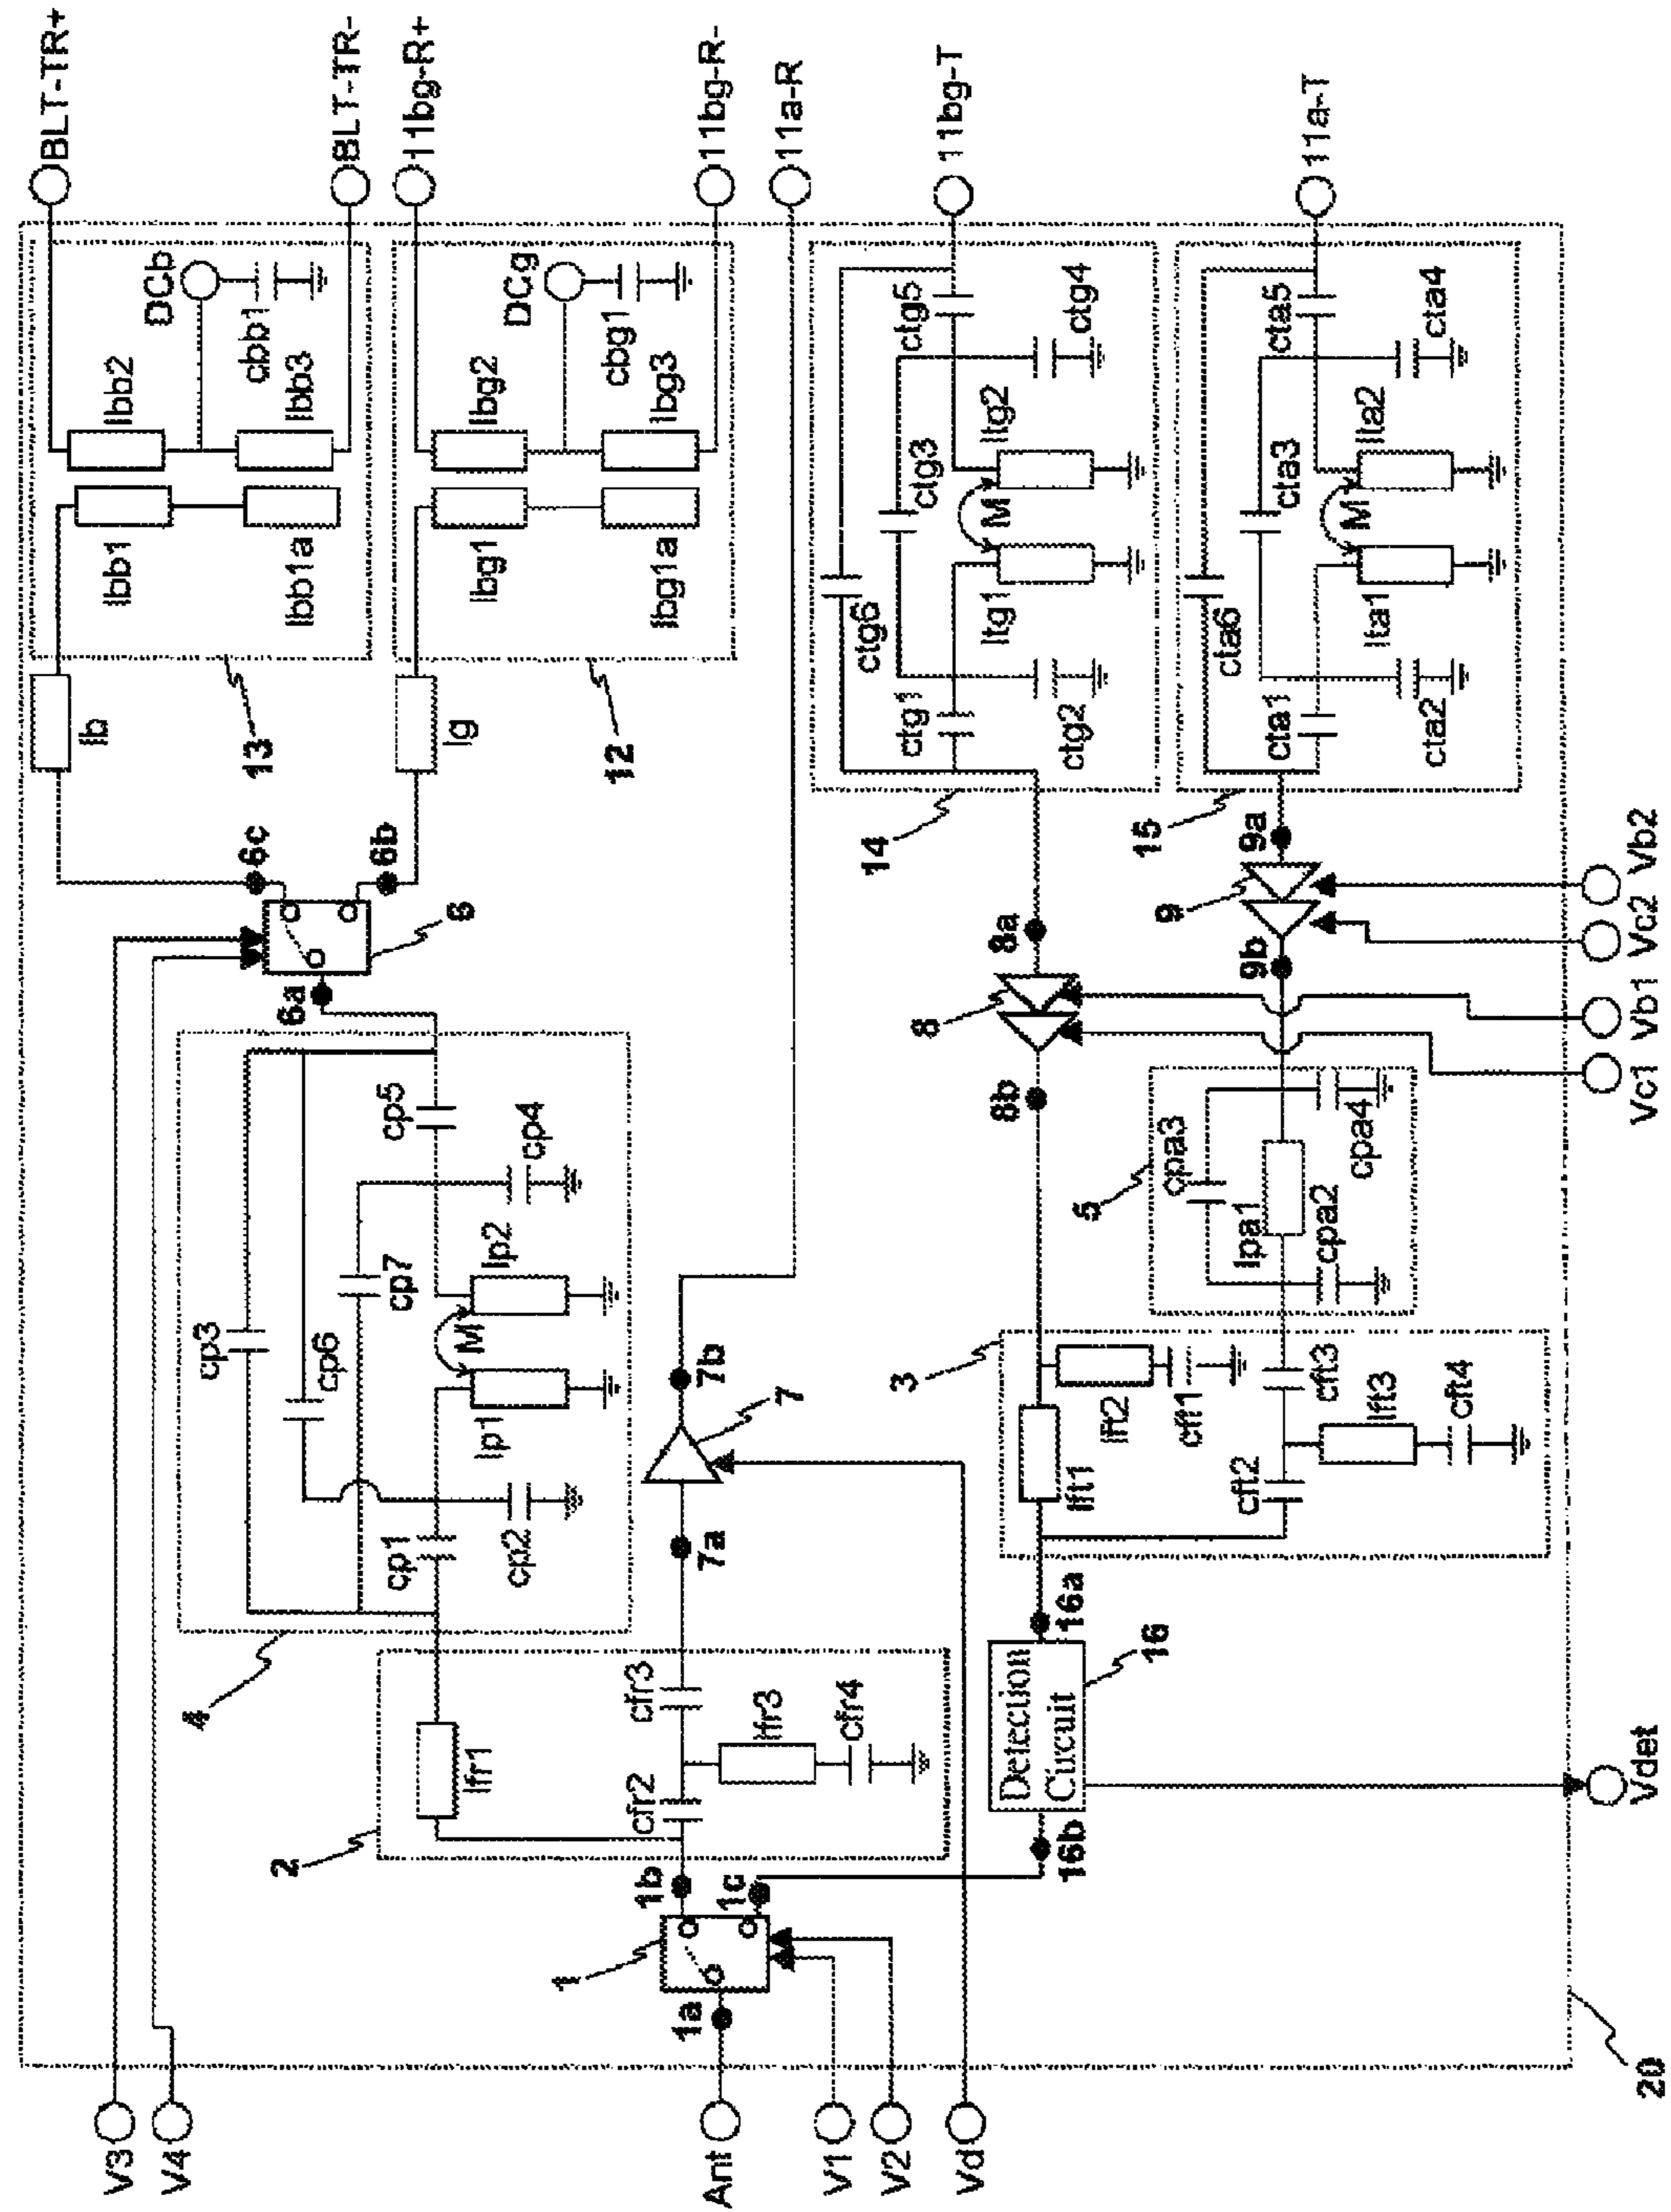 V3
V4
Ant
V1
V2
Vd
1a
1
1b
1c
2
lfr1
cfr2
cfr3
lfr3
cfr4
4
cp1
cp2
cp3
cp6
cp7
lp1
M
lp2
cp4
cp5
6a
6
6c
6b
lb
lg
13
12
lbb1
lbb1a
lbb2
lbb3
DCb
cbb1
lbg1
lbg1a
lbg2
lbg3
DCg
cbg1
BLT-TR+
BLT-TR-
11bg-R+
11bg-R-
11a-R
11bg-T
11a-T
7a
7
7b
16b
Detection
Circuit
16
16a
Vdet
3
lft1
lft2
cft1
cft2
cft3
lft3
cft4
5
cpa3
lpa1
cpa2
cpa4
8b
8
8a
9b
9
9a
Vc1
Vb1
Vc2
Vb2
14
ctg6
ctg1
ctg2
ctg3
ltg1
M
ltg2
ctg5
ctg4
15
cta6
cta1
cta2
cta3
lta1
M
lta2
cta5
cta4
20